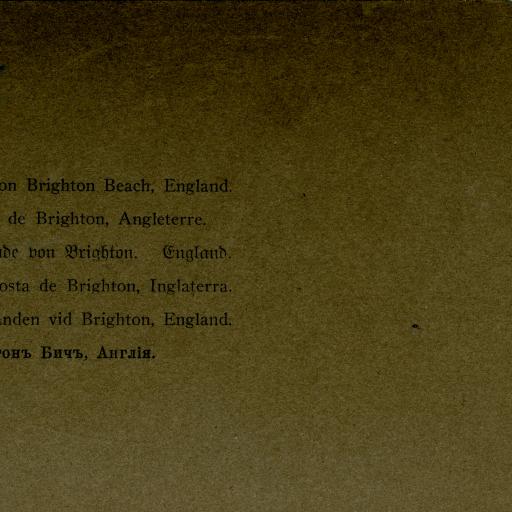 on Brighton Beach, England.
de Brighton, Angleterre.
nde von Brighton. England.
osta de Brighton, Inglaterra.
anden vid Brighton, England.
тонъ Бичъ, Англія.